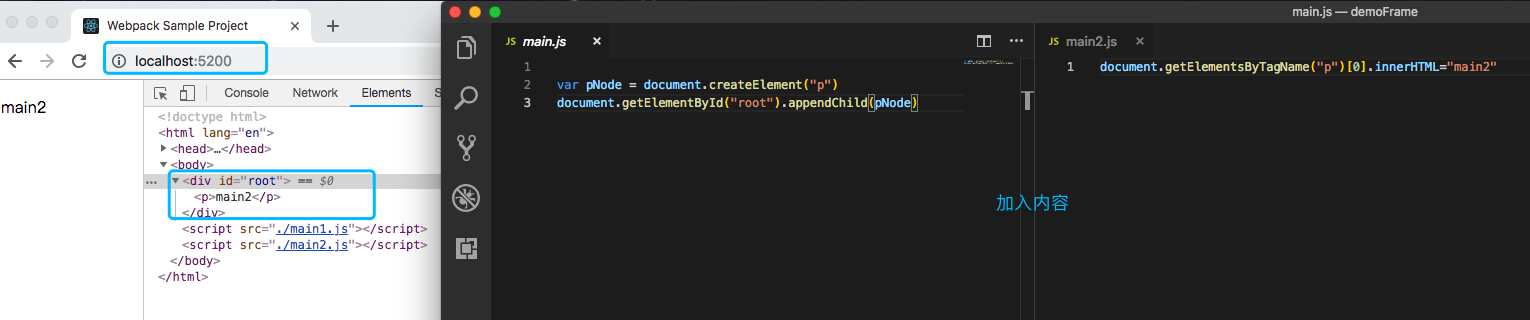 Webpack Sample Project
localhost:5200
main2
Console Network Elements S
<!doctype html>
<html lang="en">
<head>…</head>
<body>
… <div id="root"> == $0
<p>main2</p>
</div>
<script src="./main1.js"></script>
<script src="./main2.js"></script>
</body>
</html>
main.js — demoFrame
JS main.js
1
2 var pNode = document.createElement("p")
3 document.getElementById("root").appendChild(pNode)
JS main2.js
1 document.getElementsByTagName("p")[0].innerHTML="main2"
加入内容